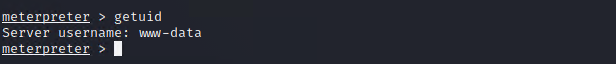 meterpreter > getuid
Server username: www-data
meterpreter >